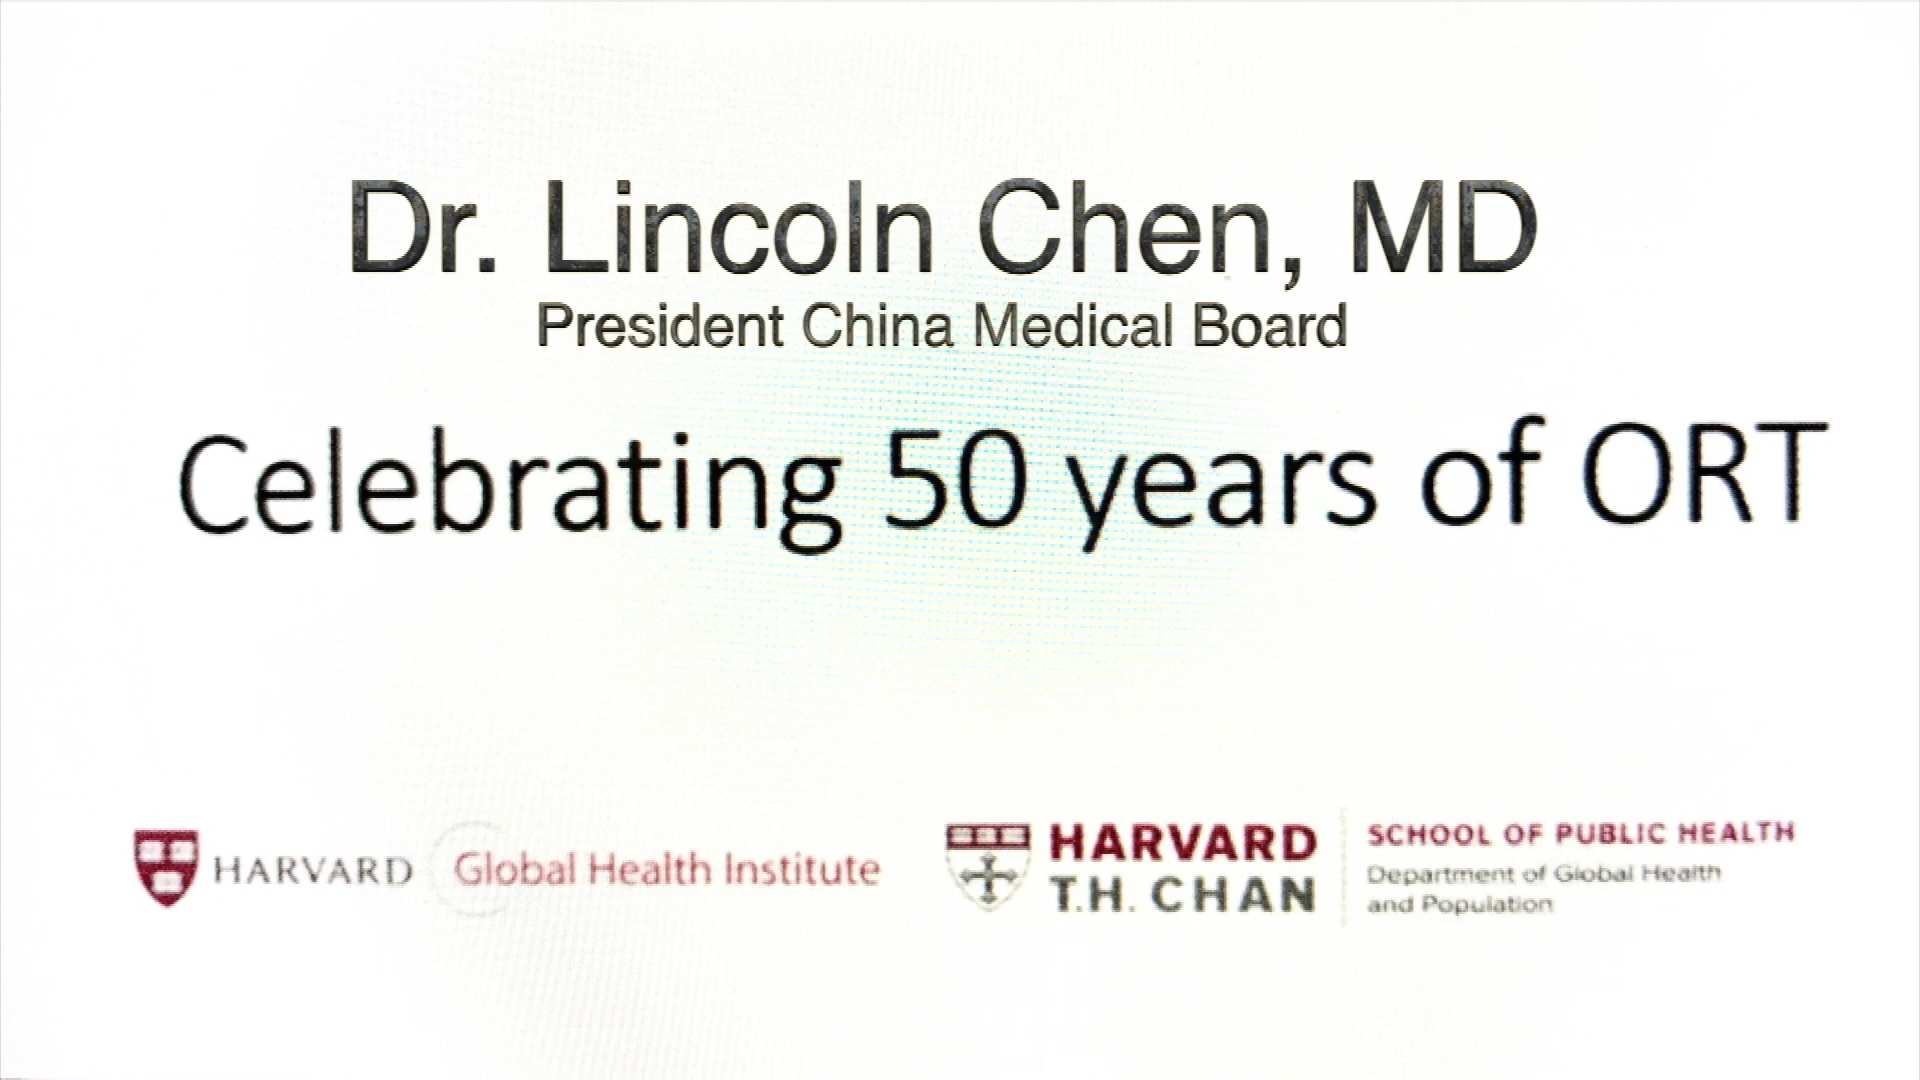 Dr. Lincoln Chen, MD
President China Medical Board
Celebrating 50 years of ORT
HARVARD Global Health Institute
HARVARD T.H. CHAN
SCHOOL OF PUBLIC HEALTH
Department of Global Health
and Population